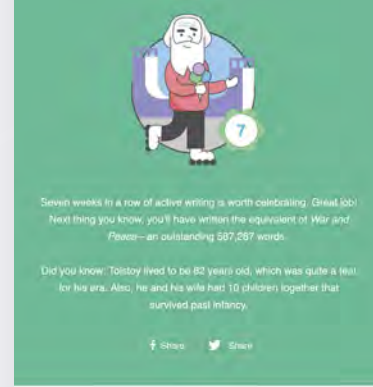 7
Seven weeks in a row of active writing is worth celebrating. Great job!
Next thing you know, you'll have written the equivalent of War and
Peace—an outstanding 587,287 words.
Did you know: Tolstoy lived to be 82 years old, which was quite a feat
for his era. Also, he and his wife had 10 children together that
survived past infancy.
Share Share